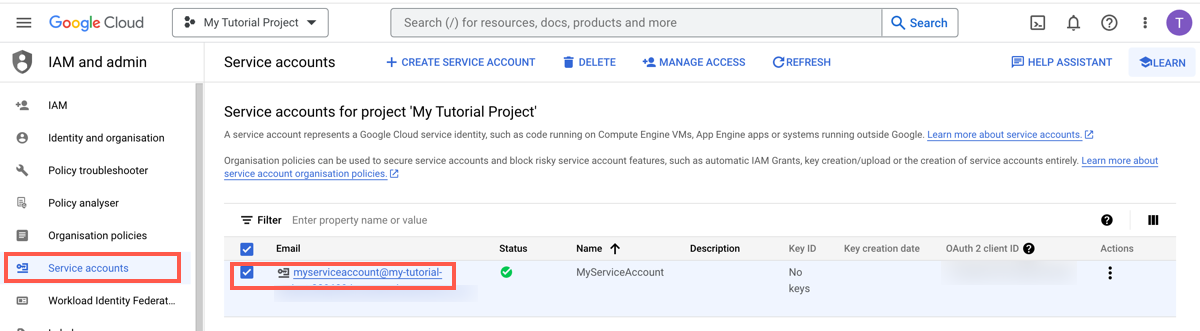 Google Cloud
My Tutorial Project
Search (/) for resources, docs, products and more
Search
T
IAM and admin
Service accounts
CREATE SERVICE ACCOUNT
DELETE
MANAGE ACCESS
REFRESH
HELP ASSISTANT
LEARN
IAM
Identity and organisation
Policy troubleshooter
Policy analyser
Organisation policies
Service accounts
Workload Identity Federat...
Service accounts for project 'My Tutorial Project'
A service account represents a Google Cloud service identity, such as code running on Compute Engine VMs, App Engine apps or systems running outside Google. Learn more about service accounts.
Organisation policies can be used to secure service accounts and block risky service account features, such as automatic IAM Grants, key creation/upload or the creation of service accounts entirely. Learn more about
service account organisation policies.
Filter Enter property name or value
Email Status Name Description Key ID Key creation date OAuth 2 client ID Actions
myserviceaccount@my-tutorial- MyServiceAccount No
keys